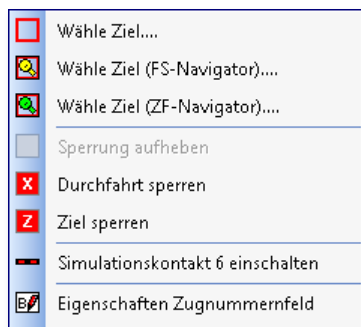 Wähle Ziel....
Wähle Ziel (FS-Navigator)....
Wähle Ziel (ZF-Navigator)....
Sperrung aufheben
X Durchfahrt sperren
Z Ziel sperren
Simulationskontakt 6 einschalten
B Eigenschaften Zugnummernfeld